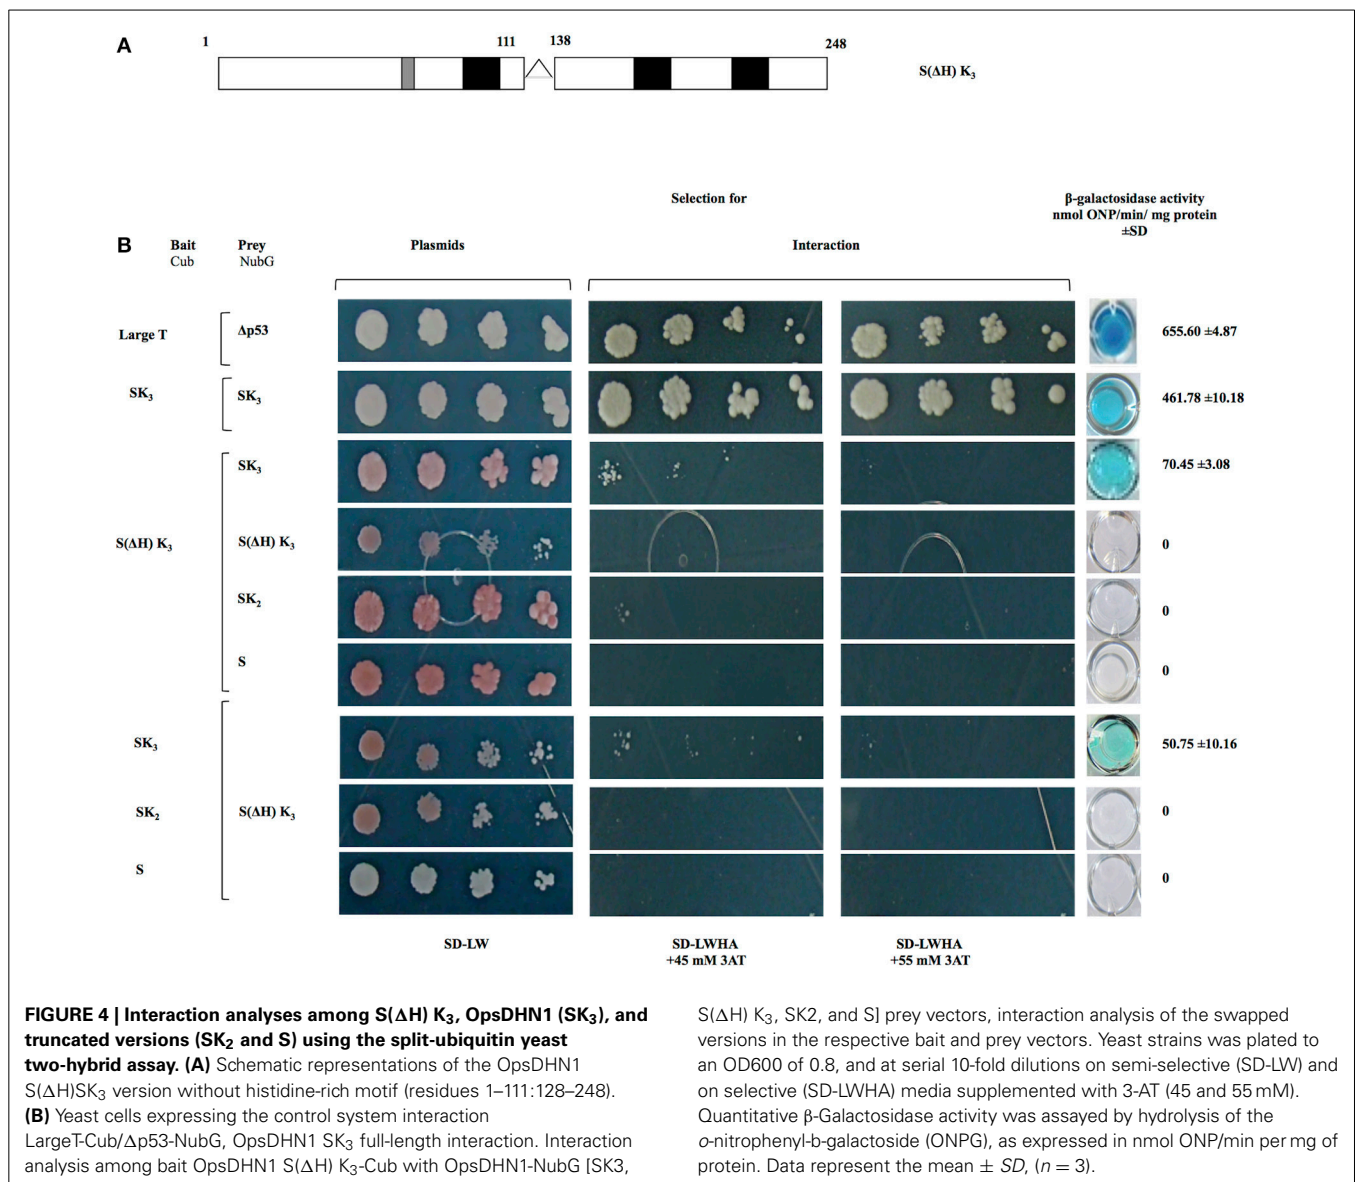 A
1
111
138
248
S(ΔH) K3
Selection for
β-galactosidase activity
nmol ONP/min/ mg protein
±SD
B
Bait
Cub
Prey
NubG
Plasmids
Interaction
Large T
Δp53
655.60 ±4.87
SK3
SK3
461.78 ±10.18
SK3
70.45 ±3.08
S(ΔH) K3
S(ΔH) K3
0
SK2
0
S
0
SK3
50.75 ±10.16
SK2
S(ΔH) K3
0
S
0
SD-LW
SD-LWHA
+45 mM 3AT
SD-LWHA
+55 mM 3AT
FIGURE 4 | Interaction analyses among S(ΔH) K3, OpsDHN1 (SK3), and
truncated versions (SK2 and S) using the split-ubiquitin yeast
two-hybrid assay. (A) Schematic representations of the OpsDHN1
S(ΔH)SK3 version without histidine-rich motif (residues 1–111:128–248).
(B) Yeast cells expressing the control system interaction
LargeT-Cub/Δp53-NubG, OpsDHN1 SK3 full-length interaction. Interaction
analysis among bait OpsDHN1 S(ΔH) K3-Cub with OpsDHN1-NubG [SK3,
S(ΔH) K3, SK2, and S] prey vectors, interaction analysis of the swapped
versions in the respective bait and prey vectors. Yeast strains was plated to
an OD600 of 0.8, and at serial 10-fold dilutions on semi-selective (SD-LW) and
on selective (SD-LWHA) media supplemented with 3-AT (45 and 55 mM).
Quantitative β-Galactosidase activity was assayed by hydrolysis of the
o-nitrophenyl-b-galactoside (ONPG), as expressed in nmol ONP/min per mg of
protein. Data represent the mean ± SD, (n = 3).